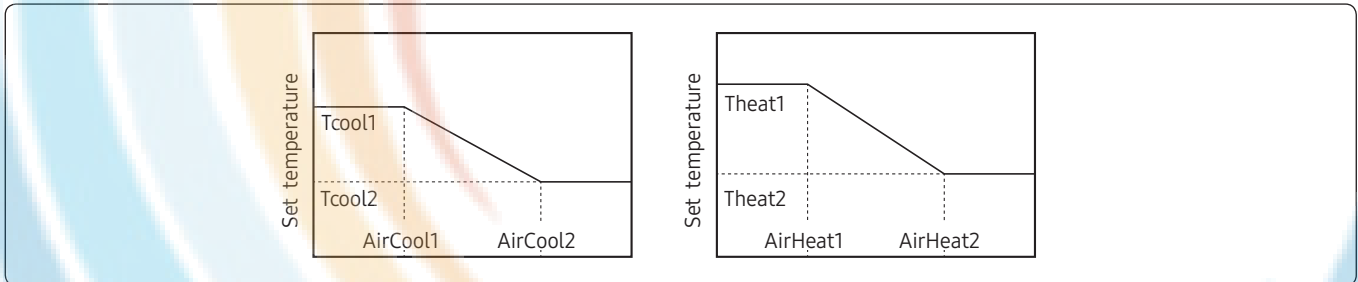 Set temperature
Tcool1
Tcool2
AirCool1 AirCool2
Set temperature
Theat1
Theat2
AirHeat1 AirHeat2